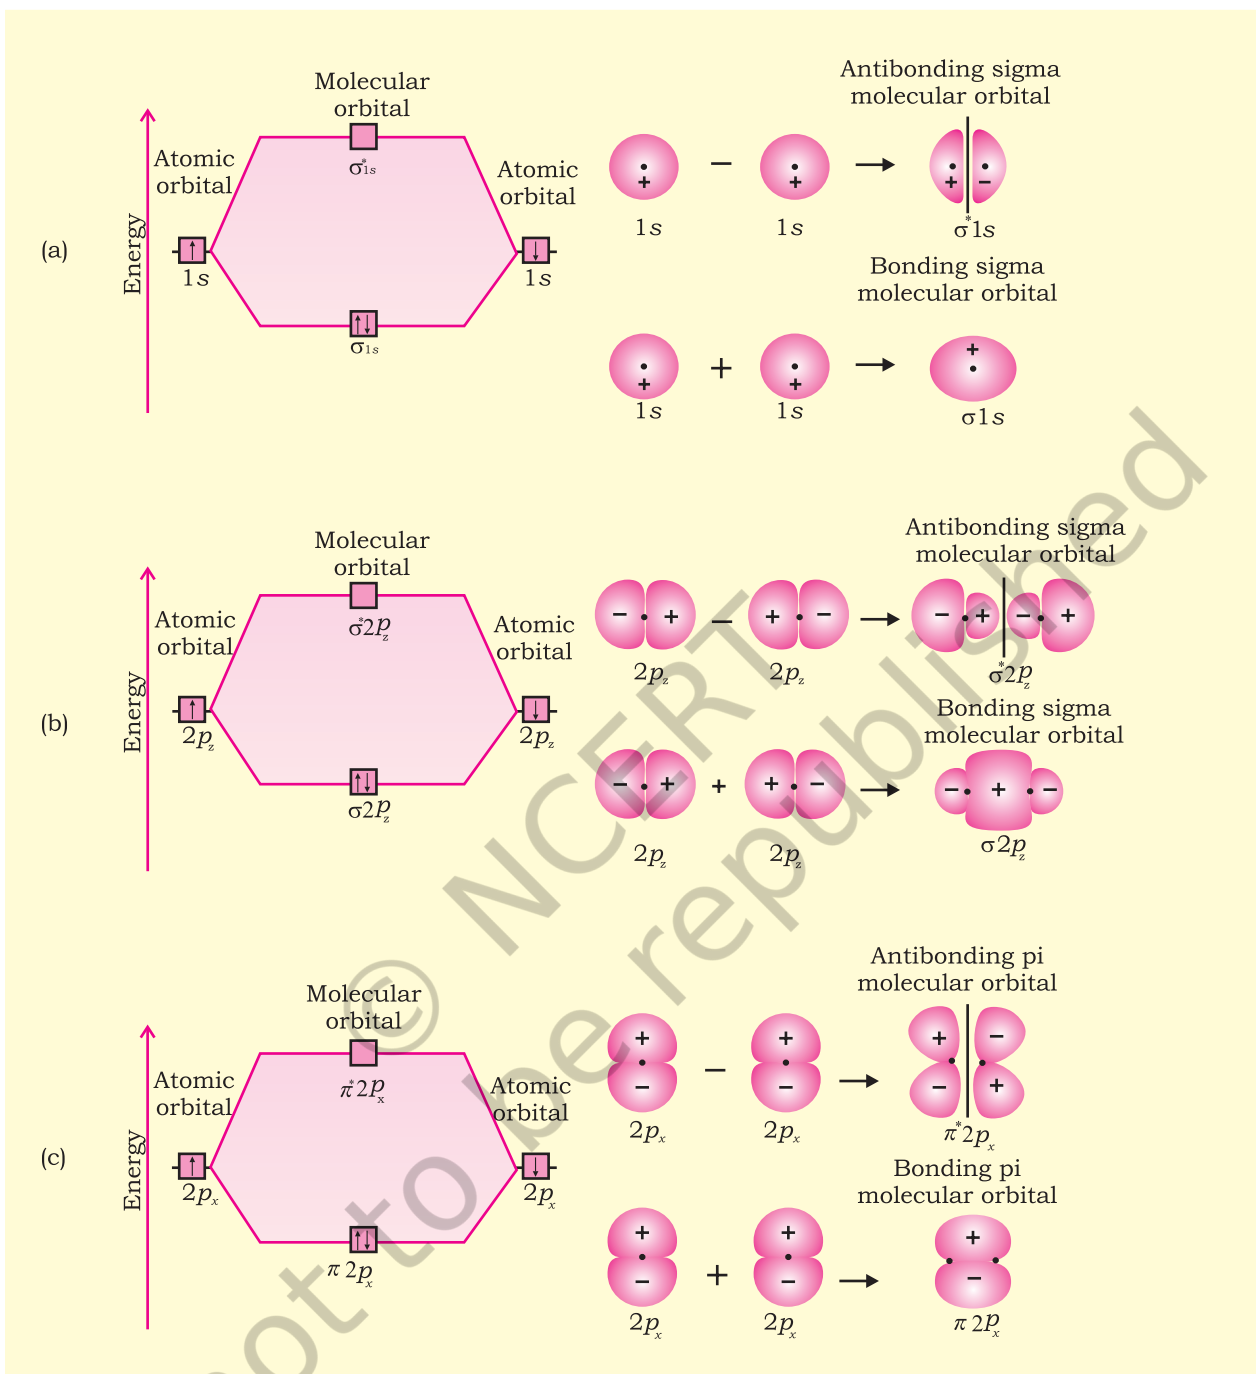 (a)
Energy
Atomic
orbital
1s
Molecular
orbital
σ*1s
σ1s
Atomic
orbital
1s
+
1s
−
+
1s
Antibonding sigma
molecular orbital
+ −
σ*1s
+
1s
+
+
1s
Bonding sigma
molecular orbital
+
σ1s
(b)
Energy
Atomic
orbital
2pz
Molecular
orbital
σ*2pz
σ2pz
Atomic
orbital
2pz
− +
2pz
−
+ −
2pz
Antibonding sigma
molecular orbital
− + − +
σ*2pz
− +
2pz
+
+ −
2pz
Bonding sigma
molecular orbital
− + −
σ2pz
(c)
Energy
Atomic
orbital
2px
Molecular
orbital
π*2px
π2px
Atomic
orbital
2px
+
−
2px
−
+
−
2px
Antibonding pi
molecular orbital
+ −
− +
π*2px
+
−
2px
+
+
−
2px
Bonding pi
molecular orbital
+
−
π2px
© NCERT
not to be republished